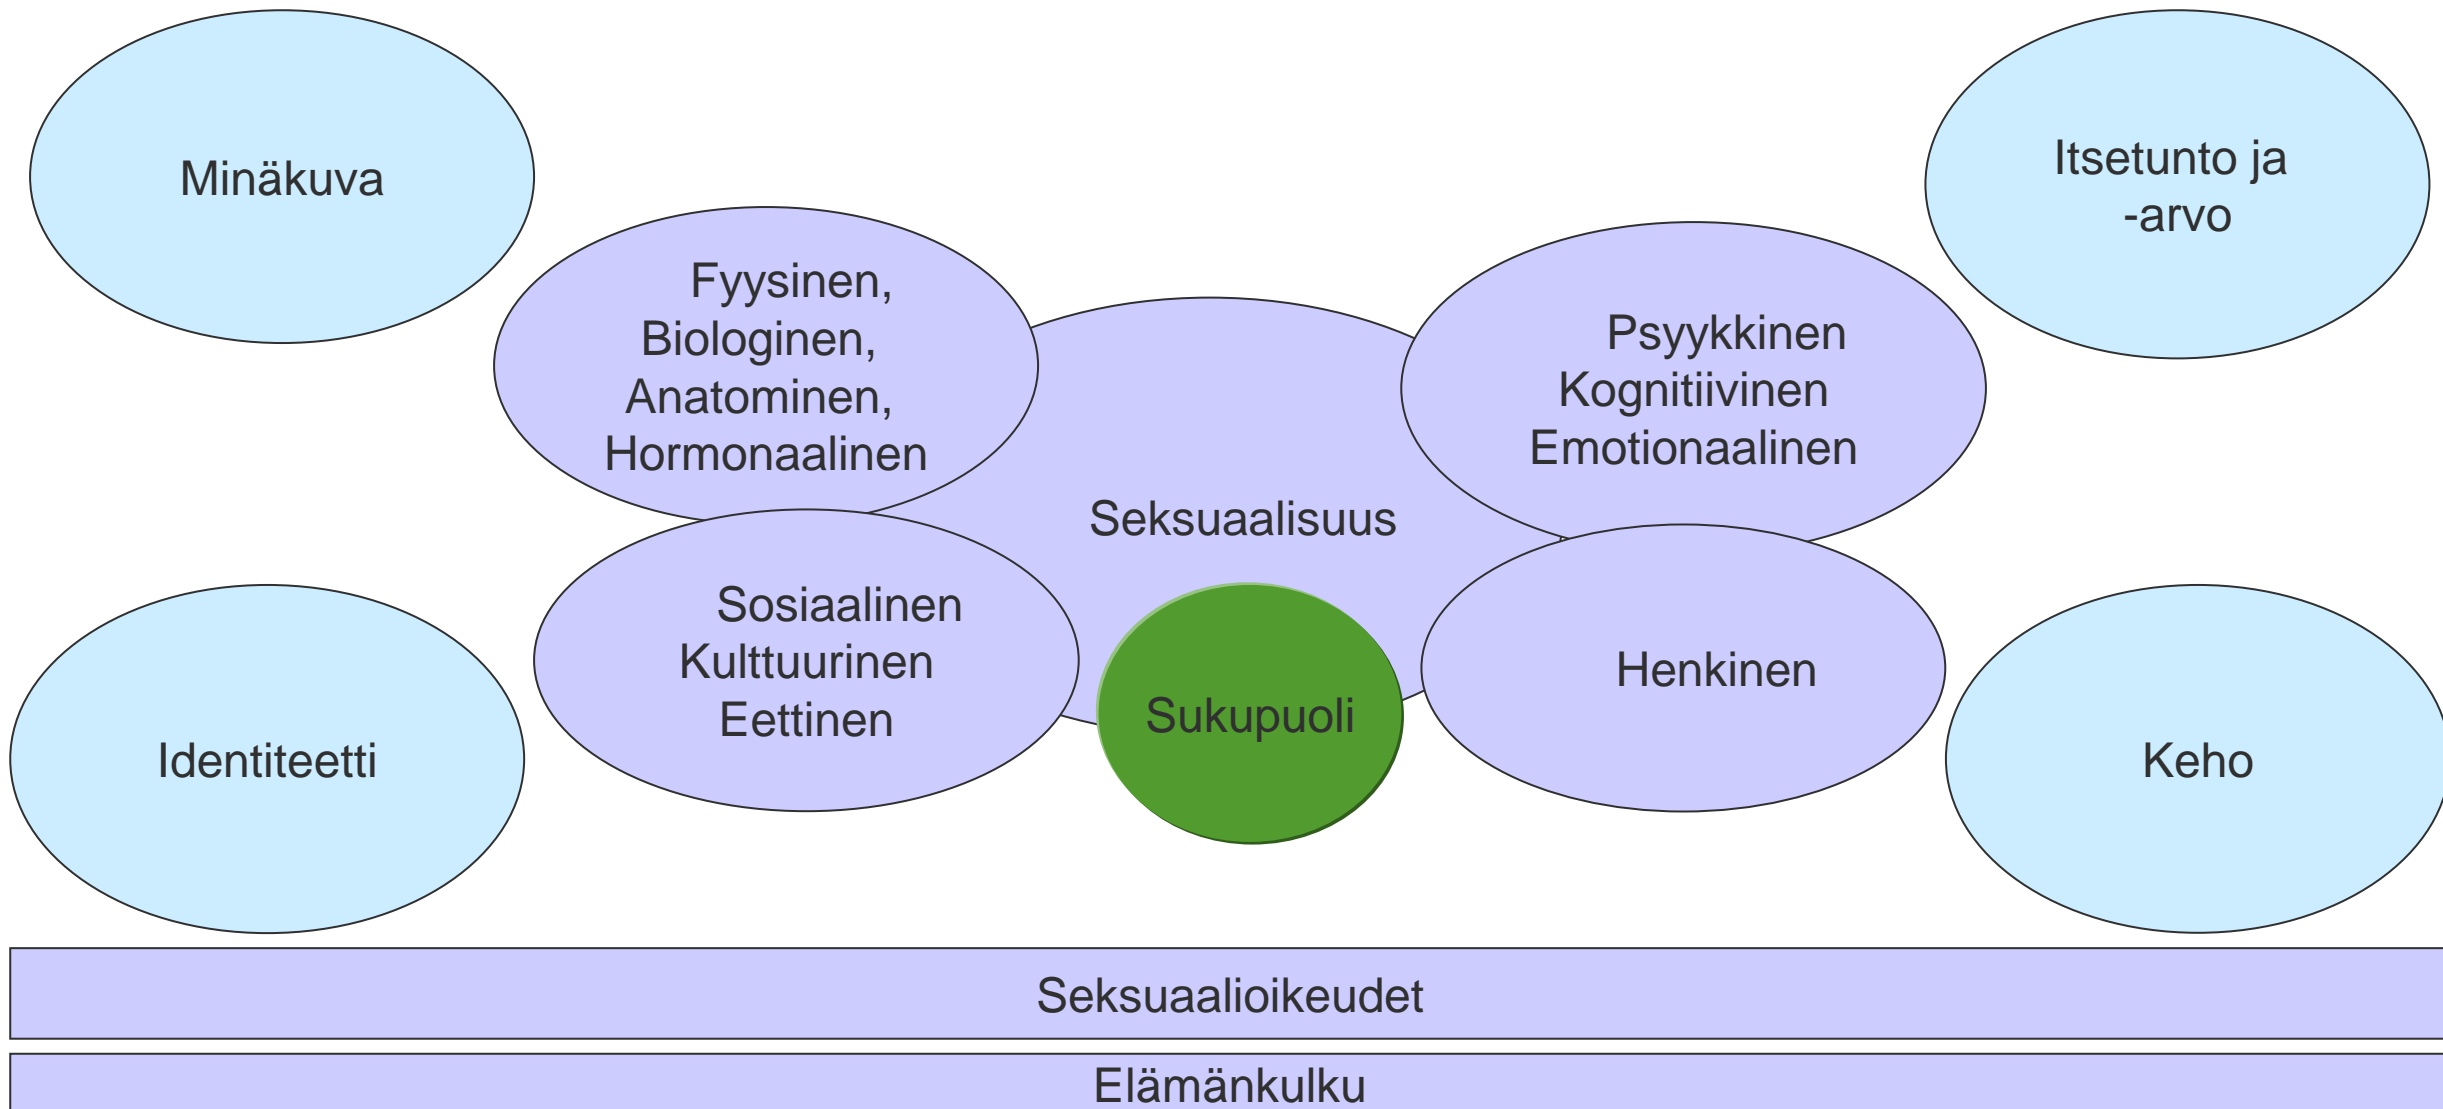 Minäkuva
Itsetunto ja
-arvo
Fyysinen,
Biologinen,
Anatominen,
Hormonaalinen
Psyykkinen
Kognitiivinen
Emotionaalinen
Seksuaalisuus
Sosiaalinen
Kulttuurinen
Eettinen
Sukupuoli
Henkinen
Identiteetti
Keho
Seksuaalioikeudet
Elämänkulku